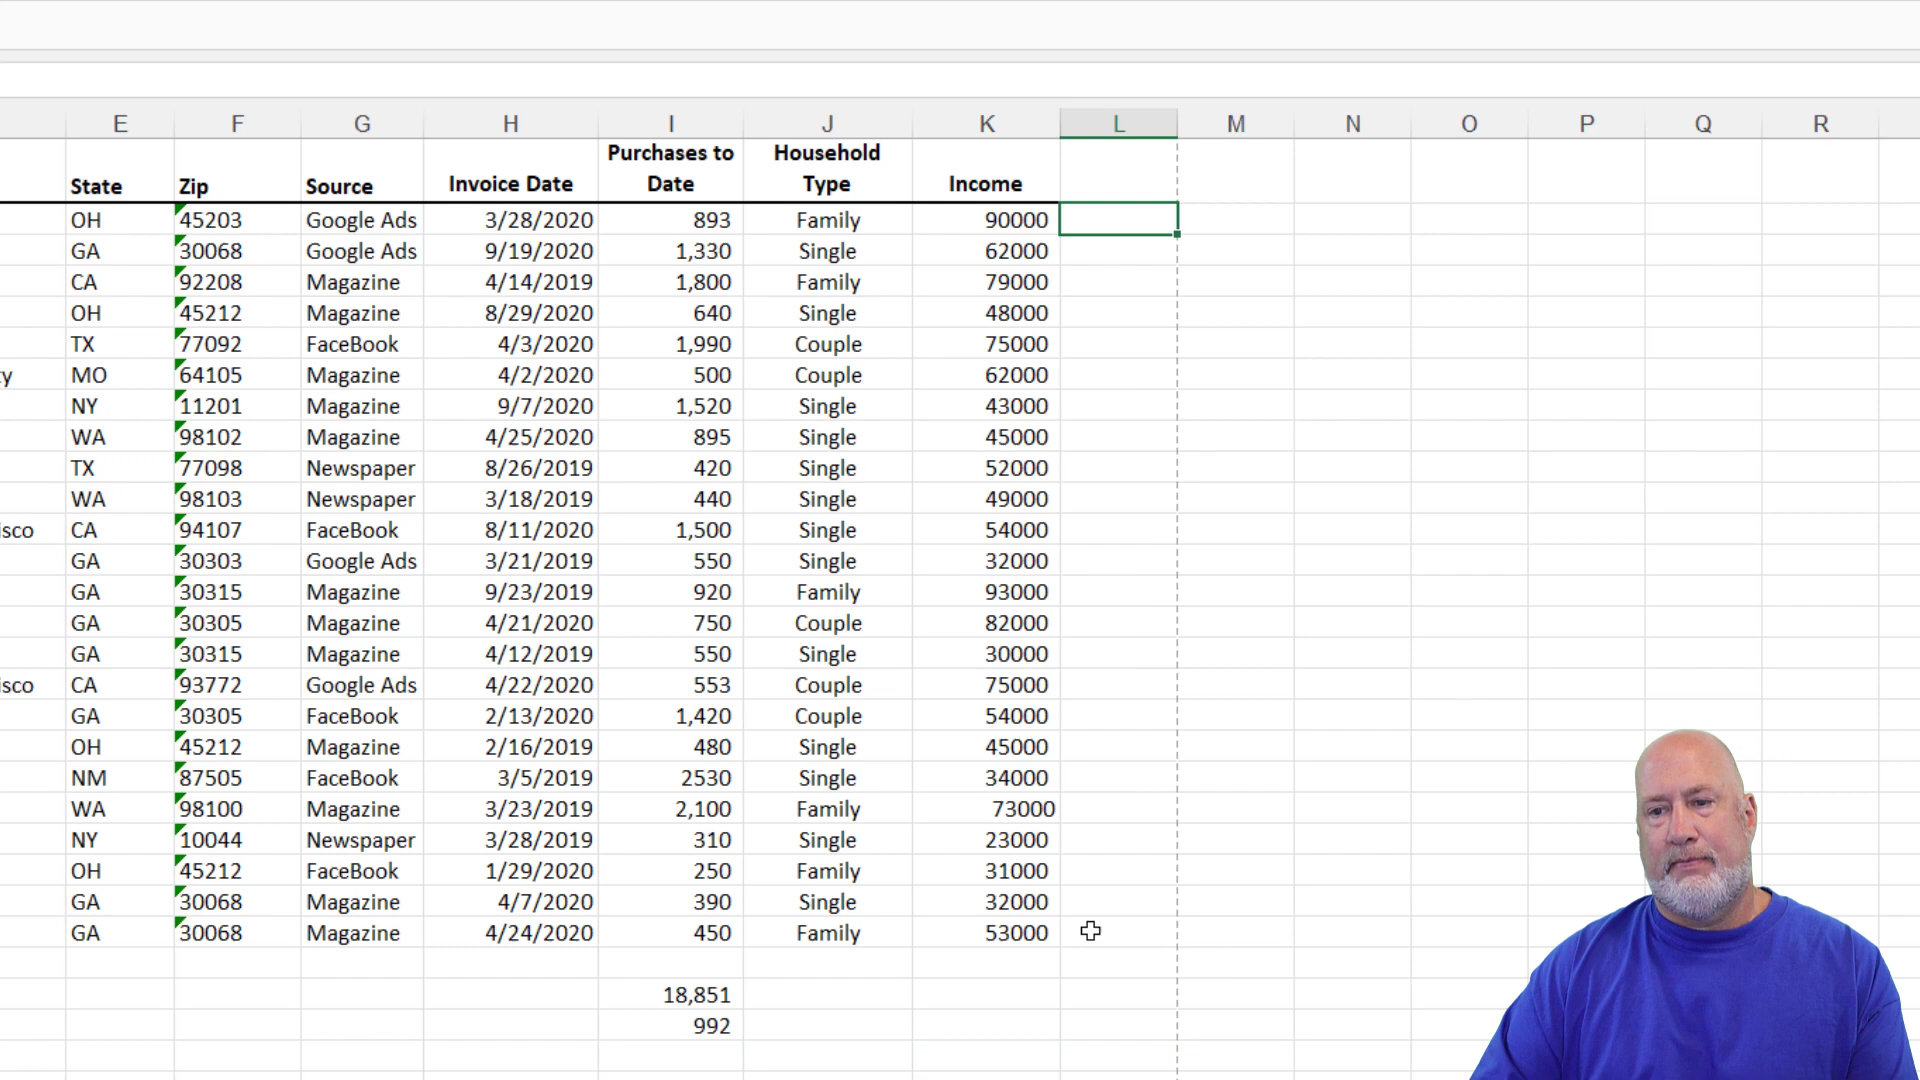 E F G H I J K L M N O P Q R
Purchases to Household
State Zip Source Invoice Date Date Type Income
OH 45203 Google Ads 3/28/2020 893 Family 90000
GA 30068 Google Ads 9/19/2020 1,330 Single 62000
CA 92208 Magazine 4/14/2019 1,800 Family 79000
OH 45212 Magazine 8/29/2020 640 Single 48000
TX 77092 FaceBook 4/3/2020 1,990 Couple 75000
ty MO 64105 Magazine 4/2/2020 500 Couple 62000
NY 11201 Magazine 9/7/2020 1,520 Single 43000
WA 98102 Magazine 4/25/2020 895 Single 45000
TX 77098 Newspaper 8/26/2019 420 Single 52000
WA 98103 Newspaper 3/18/2019 440 Single 49000
isco CA 94107 FaceBook 8/11/2020 1,500 Single 54000
GA 30303 Google Ads 3/21/2019 550 Single 32000
GA 30315 Magazine 9/23/2019 920 Family 93000
GA 30305 Magazine 4/21/2020 750 Couple 82000
GA 30315 Magazine 4/12/2019 550 Single 30000
isco CA 93772 Google Ads 4/22/2020 553 Couple 75000
GA 30305 FaceBook 2/13/2020 1,420 Couple 54000
OH 45212 Magazine 2/16/2019 480 Single 45000
NM 87505 FaceBook 3/5/2019 2530 Single 34000
WA 98100 Magazine 3/23/2019 2,100 Family 73000
NY 10044 Newspaper 3/28/2019 310 Single 23000
OH 45212 FaceBook 1/29/2020 250 Family 31000
GA 30068 Magazine 4/7/2020 390 Single 32000
GA 30068 Magazine 4/24/2020 450 Family 53000
18,851
992